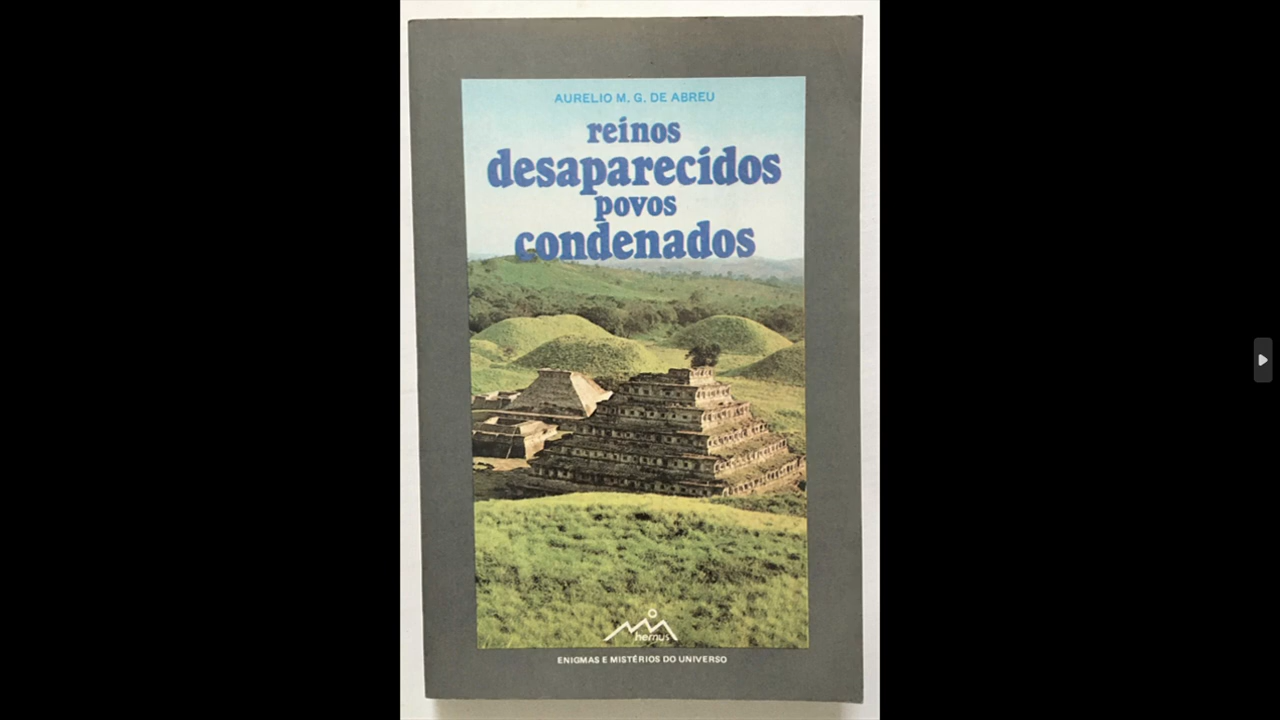 AURELIO M. G. DE ABREU
reinos
desaparecidos
povos
condenados
hemus
ENIGMAS E MISTÉRIOS DO UNIVERSO